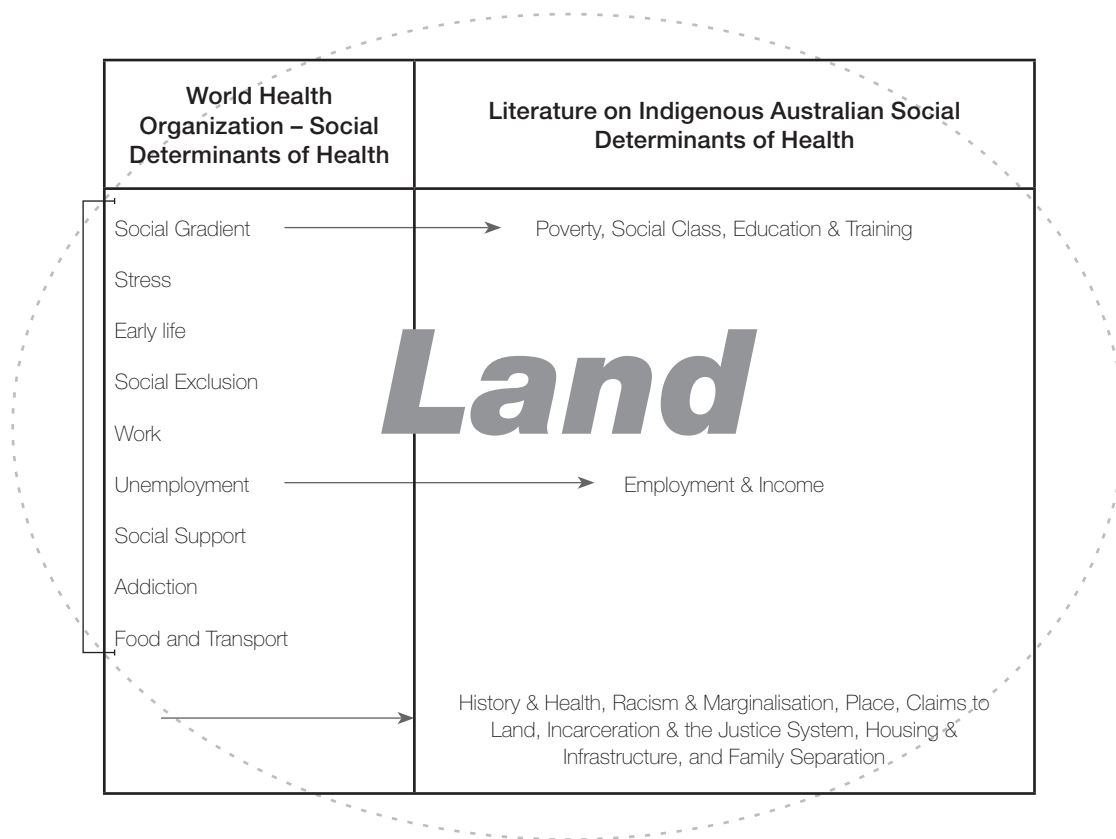 World Health
Organization – Social
Determinants of Health
Literature on Indigenous Australian Social
Determinants of Health
Social Gradient
Poverty, Social Class, Education & Training
Stress
Early life
Social Exclusion
Land
Work
Unemployment
Employment & Income
Social Support
Addiction
Food and Transport
History & Health, Racism & Marginalisation, Place, Claims to
Land, Incarceration & the Justice System, Housing &
Infrastructure, and Family Separation